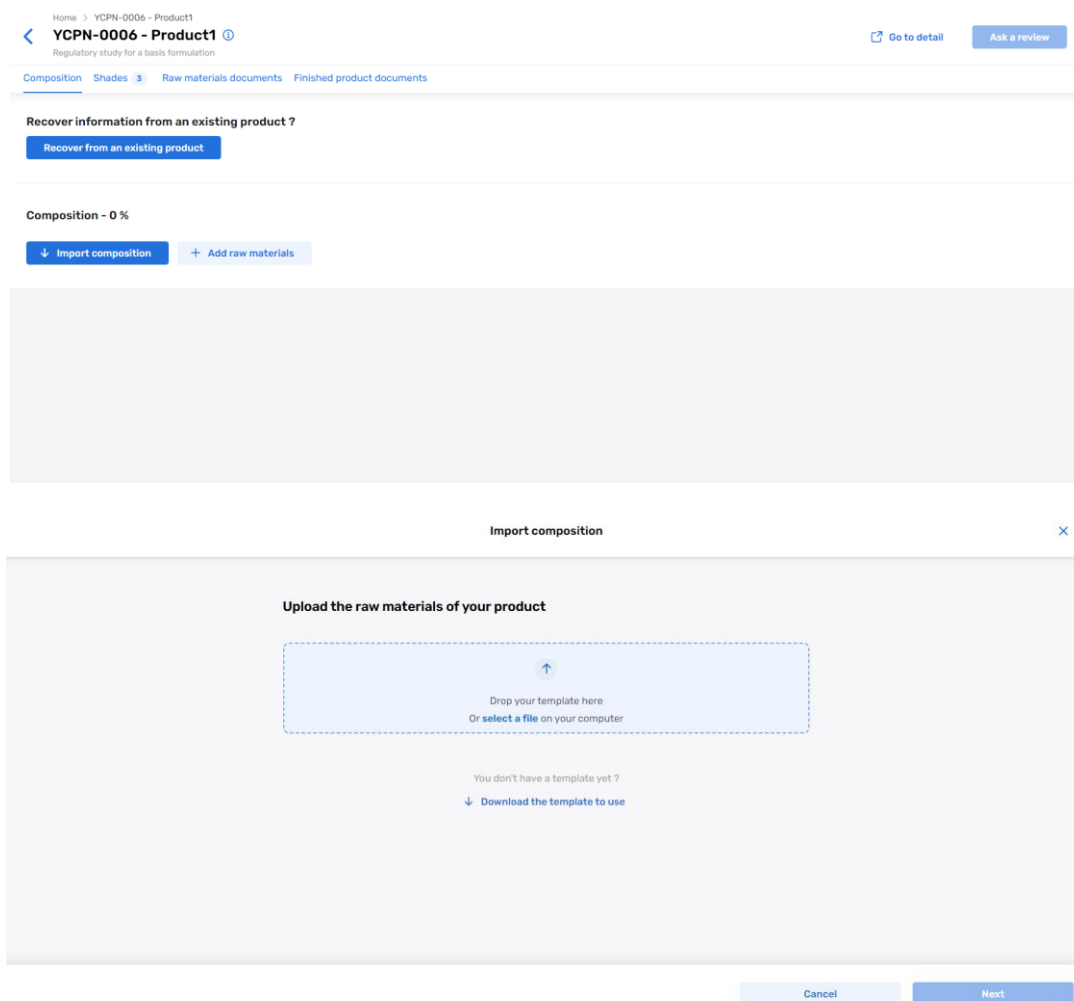 Home > YCPN-0006 - Product1
YCPN-0006 - Product1
Regulatory study for a basis formulation
Go to detail
Ask a review
Composition Shades 3 Raw materials documents Finished product documents
Recover information from an existing product ?
Recover from an existing product
Composition - 0 %
Import composition
+ Add raw materials
Import composition
Upload the raw materials of your product
Drop your template here
Or select a file on your computer
You don't have a template yet ?
Download the template to use
Cancel
Next